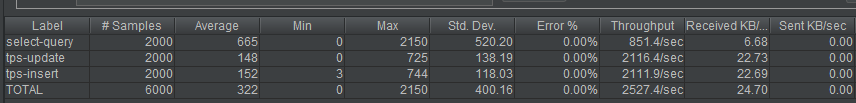 Label # Samples Average Min Max Std. Dev. Error % Throughput Received KB/... Sent KB/sec
select-query 2000 665 0 2150 520.20 0.00% 851.4/sec 6.68 0.00
tps-update 2000 148 0 725 138.19 0.00% 2116.4/sec 22.73 0.00
tps-insert 2000 152 3 744 118.03 0.00% 2111.9/sec 22.69 0.00
TOTAL 6000 322 0 2150 400.16 0.00% 2527.4/sec 24.70 0.00